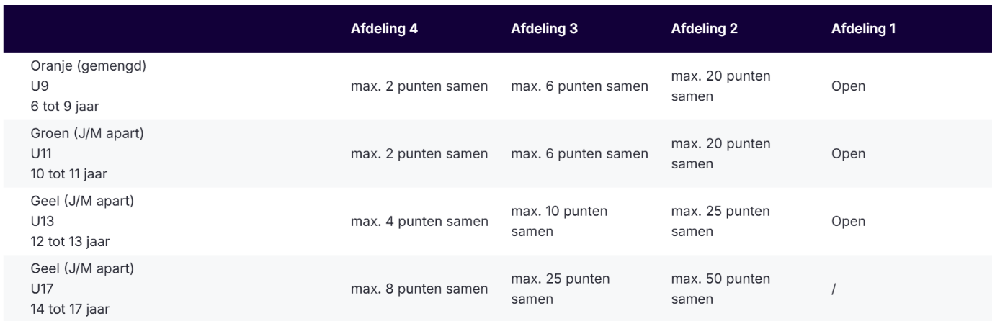 Afdeling 4 Afdeling 3 Afdeling 2 Afdeling 1
Oranje (gemengd)
U9
6 tot 9 jaar
max. 2 punten samen
max. 6 punten samen
max. 20 punten
samen
Open
Groen (J/M apart)
U11
10 tot 11 jaar
max. 2 punten samen
max. 6 punten samen
max. 20 punten
samen
Open
Geel (J/M apart)
U13
12 tot 13 jaar
max. 4 punten samen
max. 10 punten
samen
max. 25 punten
samen
Open
Geel (J/M apart)
U17
14 tot 17 jaar
max. 8 punten samen
max. 25 punten
samen
max. 50 punten
samen
/